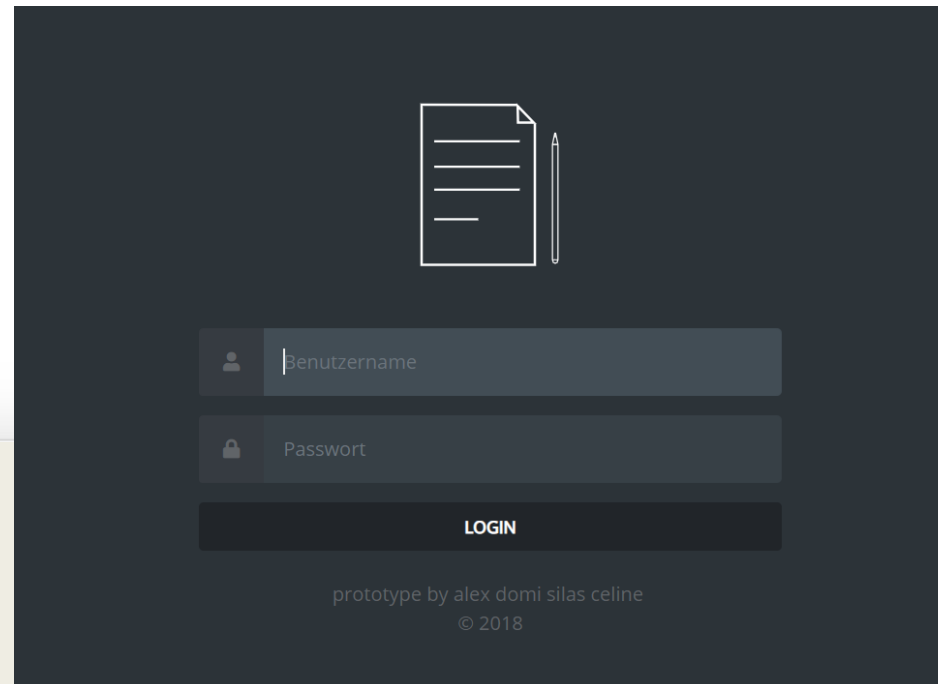 Benutzername
Passwort
LOGIN
prototype by alex domi silas celine
© 2018